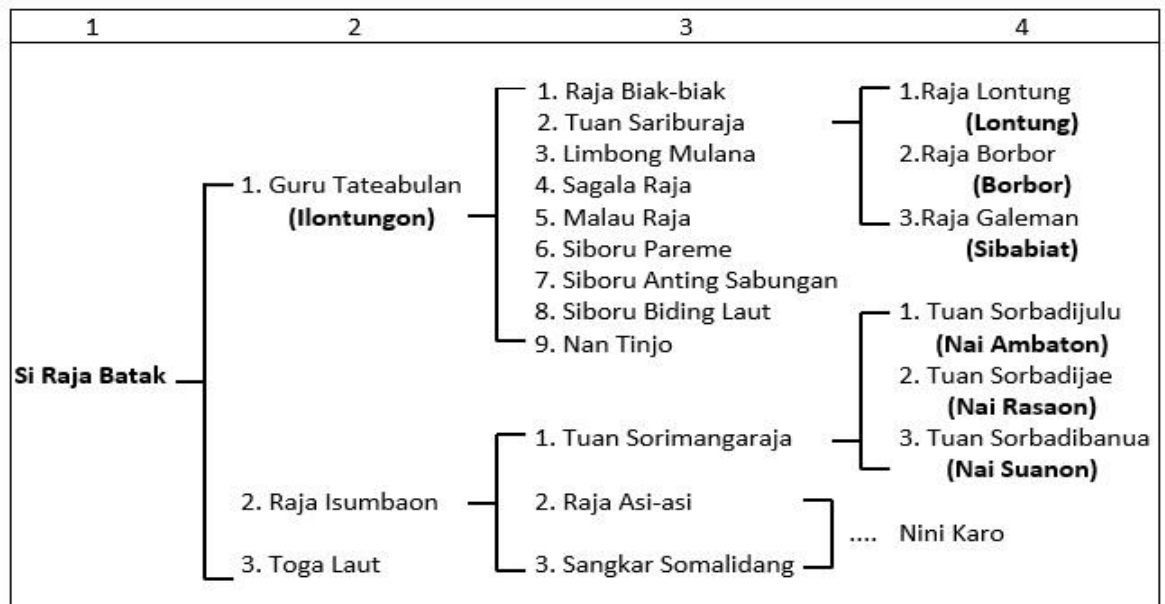 1 2 3 4
1. Raja Biak-biak
2. Tuan Sariburaja
3. Limbong Mulana
4. Sagala Raja
5. Malau Raja
6. Siboru Pareme
7. Siboru Anting Sabungan
8. Siboru Biding Laut
9. Nan Tinjo
1.Raja Lontung
(Lontung)
2.Raja Borbor
(Borbor)
3.Raja Galeman
(Sibabiat)
1. Guru Tateabulan
(Ilontungon)
Si Raja Batak
1. Tuan Sorbadijulu
(Nai Ambaton)
2. Tuan Sorbadijae
(Nai Rasaon)
3. Tuan Sorbadibanua
(Nai Suanon)
1. Tuan Sorimangaraja
2. Raja Isumbaon
2. Raja Asi-asi
3. Sangkar Somalidang
.... Nini Karo
3. Toga Laut